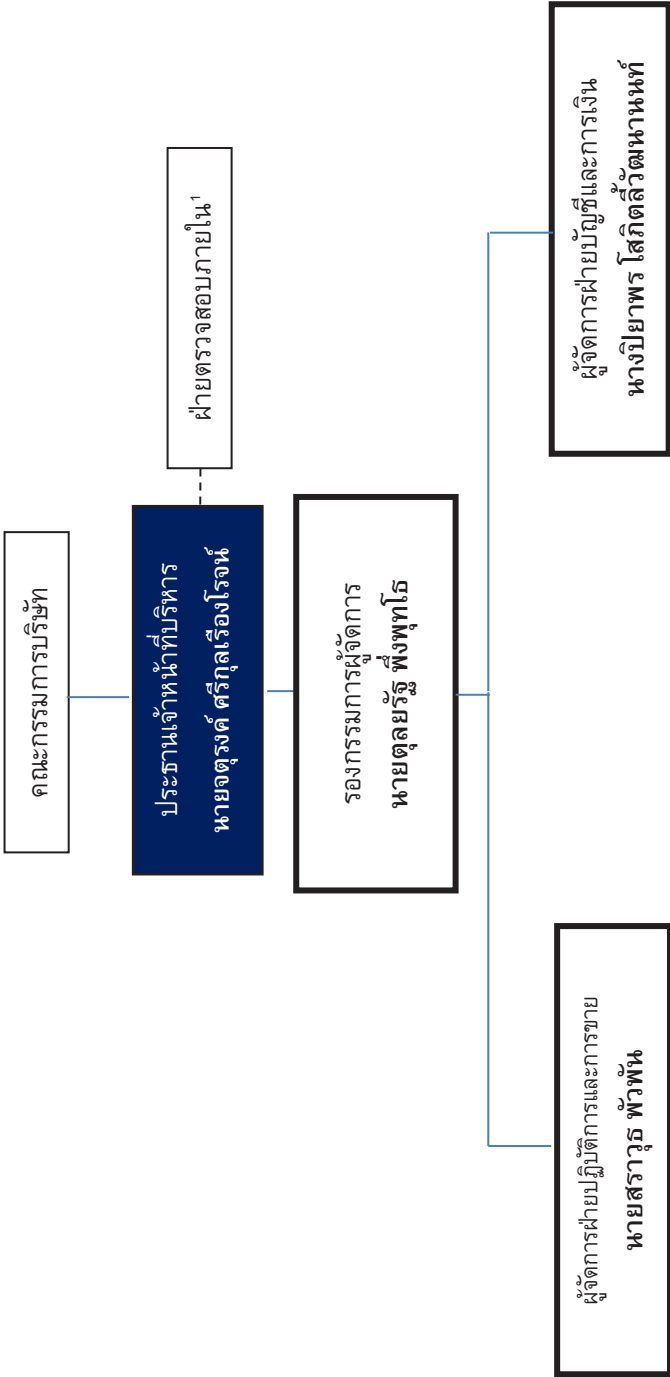 คณะกรรมการบริษัท
ประธานเจ้าหน้าที่บริหาร
นายจตุรงค์ ศรีกุลเรืองโรจน์
ฝ่ายตรวจสอบภายใน¹
รองกรรมการผู้จัดการ
นายตุลยรัฐ พึ่งพุทโธ
ผู้จัดการฝ่ายปฏิบัติการและการขาย
นายสราวุธ พัวพัน
ผู้จัดการฝ่ายบัญชีและการเงิน
นางปิยาพร โสภิตสิ้วัฒนานนท์